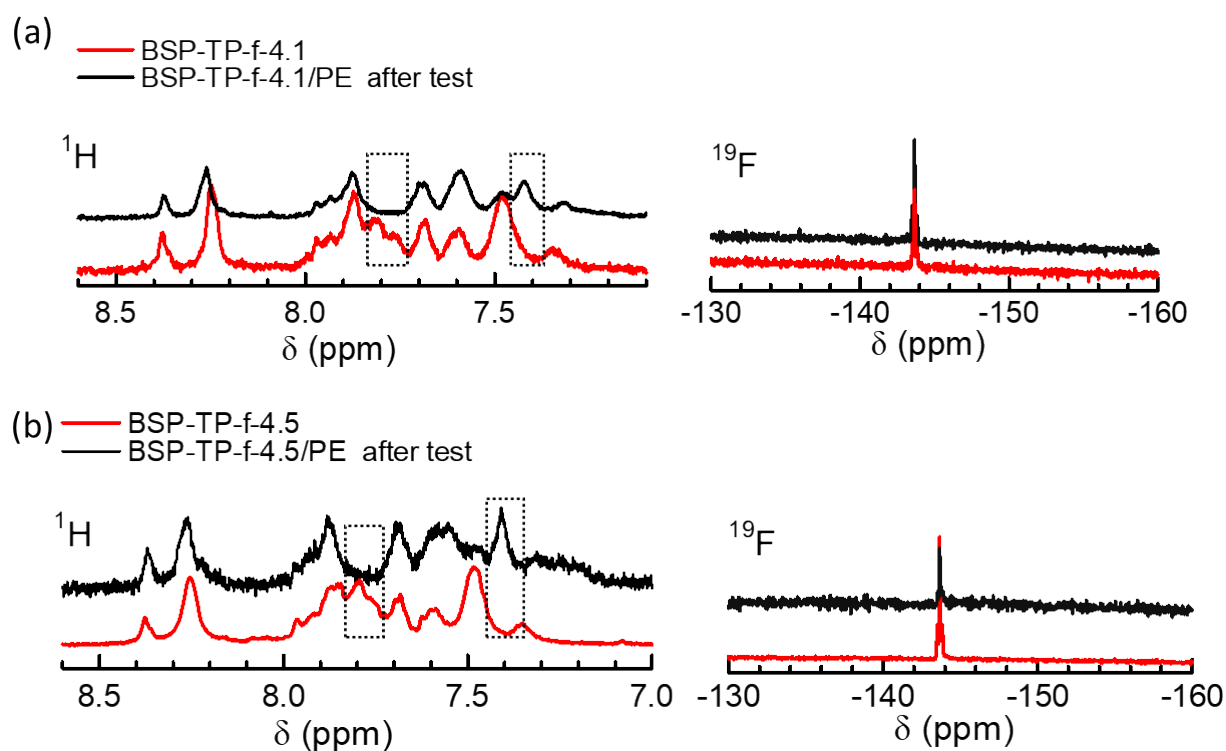 (a)
BSP-TP-f-4.1
BSP-TP-f-4.1/PE after test
¹H
¹⁹F
8.5 8.0 7.5
δ (ppm)
-130 -140 -150 -160
δ (ppm)
(b)
BSP-TP-f-4.5
BSP-TP-f-4.5/PE after test
¹H
¹⁹F
8.5 8.0 7.5 7.0
δ (ppm)
-130 -140 -150 -160
δ (ppm)